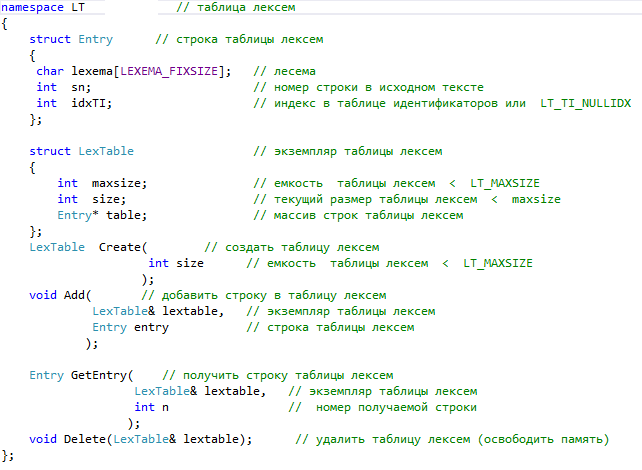 namespace LT // таблица лексем
{
struct Entry // строка таблицы лексем
{
char lexema[LEXEMA_FIXSIZE]; // лесема
int sn; // номер строки в исходном тексте
int idxTI; // индекс в таблице идентификаторов или LT_TI_NULLIDX
};
struct LexTable // экземпляр таблицы лексем
{
int maxsize; // емкость таблицы лексем < LT_MAXSIZE
int size; // текущий размер таблицы лексем < maxsize
Entry* table; // массив строк таблицы лексем
};
LexTable Create( // создать таблицу лексем
int size // емкость таблицы лексем < LT_MAXSIZE
);
void Add( // добавить строку в таблицу лексем
LexTable& lextable, // экземпляр таблицы лексем
Entry entry // строка таблицы лексем
);
Entry GetEntry( // получить строку таблицы лексем
LexTable& lextable, // экземпляр таблицы лексем
int n // номер получаемой строки
);
void Delete(LexTable& lextable); // удалить таблицу лексем (освободить память)
};